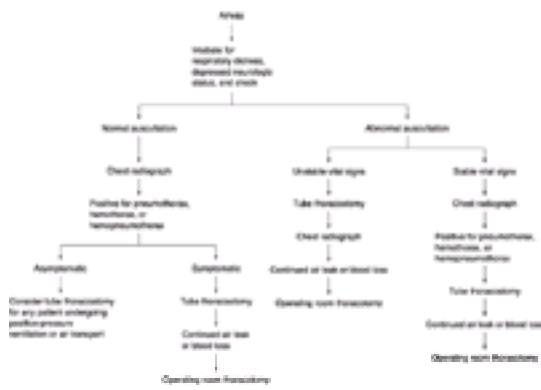 Airway
Intubate for
respiratory distress,
depressed neurologic
status, and shock
Normal auscultation
Abnormal auscultation
Chest radiograph
Unstable vital signs
Stable vital signs
Positive for pneumothorax,
hemothorax, or
hemopneumothorax
Tube thoracostomy
Chest radiograph
Chest radiograph
Positive for pneumothorax,
hemothorax, or
hemopneumothorax
Asymptomatic
Symptomatic
Continued air leak or blood loss
Consider tube thoracostomy
for any patient undergoing
positive-pressure
ventilation or air transport
Tube thoracostomy
Operating room thoracotomy
Tube thoracostomy
Continued air leak
or blood loss
Continued air leak or blood loss
Operating room thoracotomy
Operating room thoracotomy